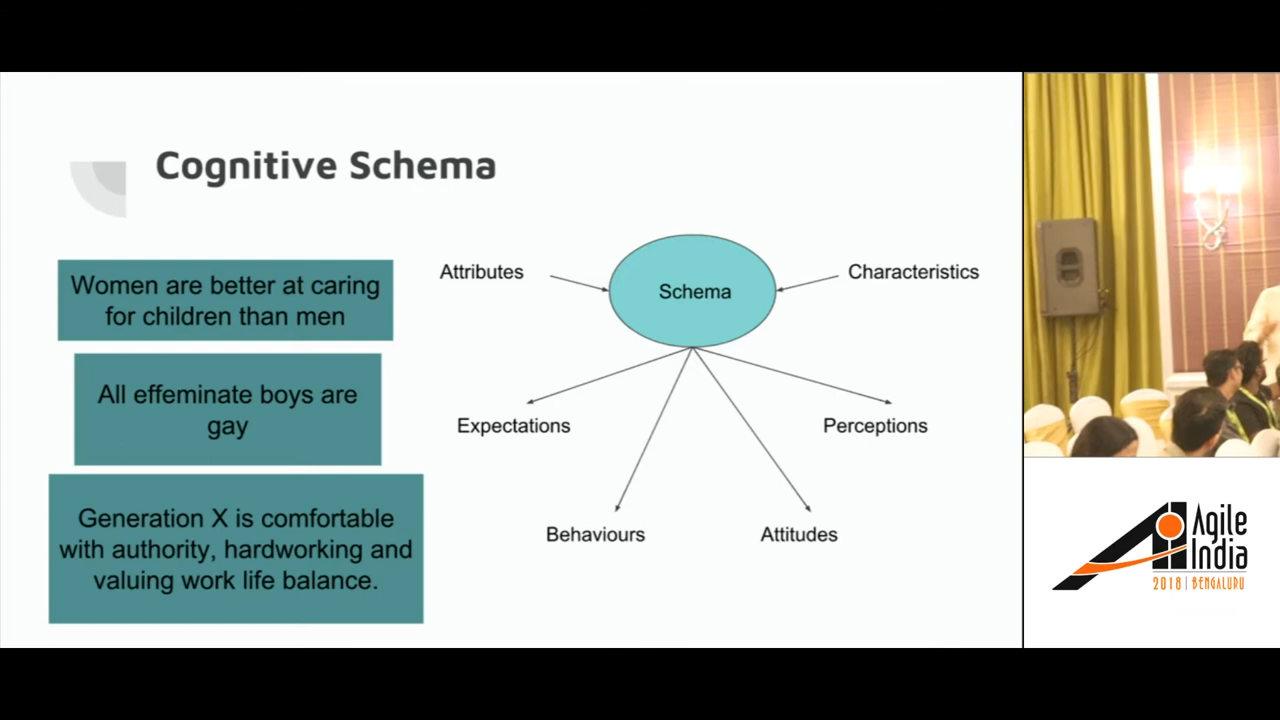 Cognitive Schema
Women are better at caring
for children than men
All effeminate boys are
gay
Generation X is comfortable
with authority, hardworking and
valuing work life balance.
Attributes
Schema
Characteristics
Expectations
Perceptions
Behaviours
Attitudes
Agile
India
2018 | BENGALURU